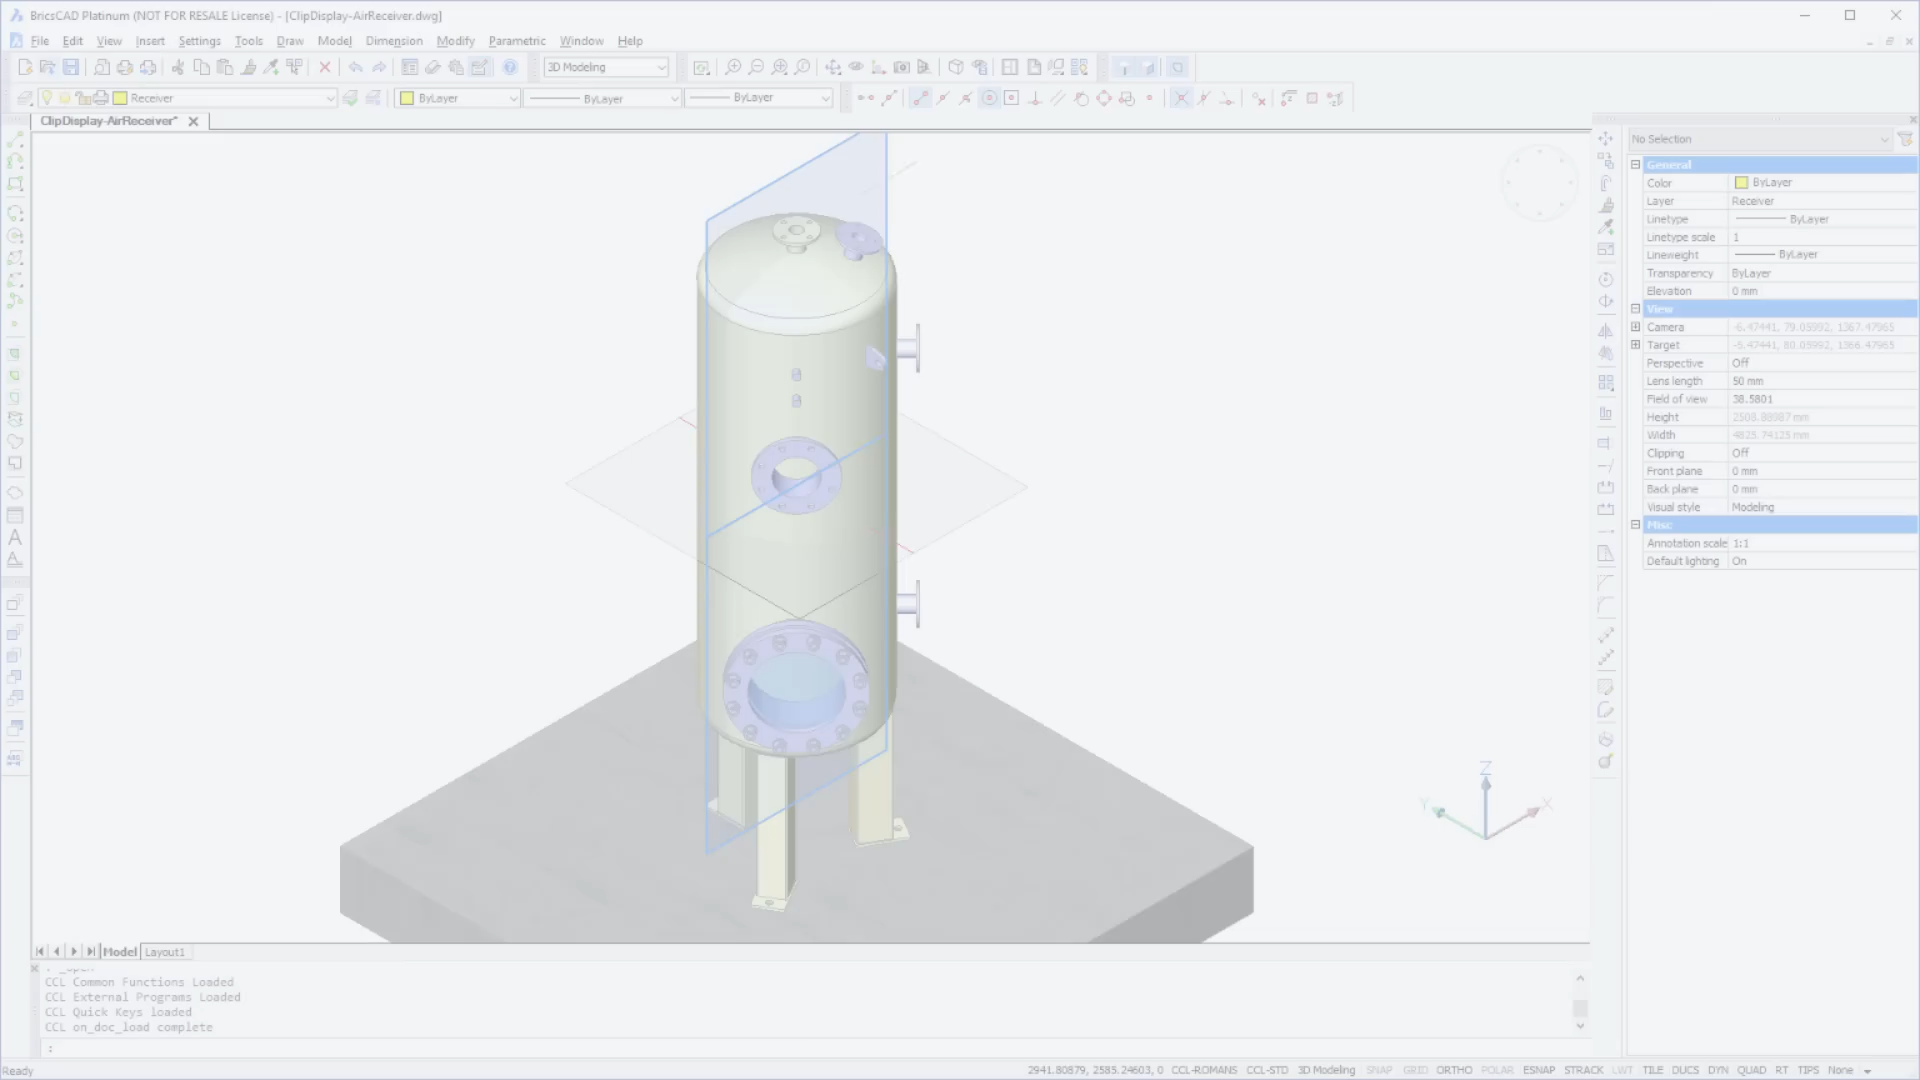 BricsCAD Platinum (NOT FOR RESALE License) - [ClipDisplay-AirReceiver.dwg]
File Edit View Insert Settings Tools Draw Model Dimension Modify Parametric Window Help
3D Modeling
Receiver ByLayer ByLayer ByLayer
ClipDisplay-AirReceiver*
No Selection
General
Color ByLayer
Layer Receiver
Linetype ByLayer
Linetype scale 1
Lineweight ByLayer
Transparency ByLayer
Elevation 0 mm
View
Camera -6.47441, 79.05992, 1367.47965
Target -5.47441, 80.05992, 1366.47965
Perspective Off
Lens length 50 mm
Field of view 38.5801
Height 2508.88987 mm
Width 4825.74125 mm
Clipping Off
Front plane 0 mm
Back plane 0 mm
Visual style Modeling
Misc
Annotation scale 1:1
Default lighting On
A
A
ABC
Z
Y X
Model Layout1
: _open
CCL Common Functions Loaded
CCL External Programs Loaded
CCL Quick Keys loaded
CCL on_doc_load complete
:
Ready 2941.80879, 2585.24603, 0 CCL-ROMANS CCL-STD 3D Modeling SNAP GRID ORTHO POLAR ESNAP STRACK LWT TILE DUCS DYN QUAD RT TIPS None